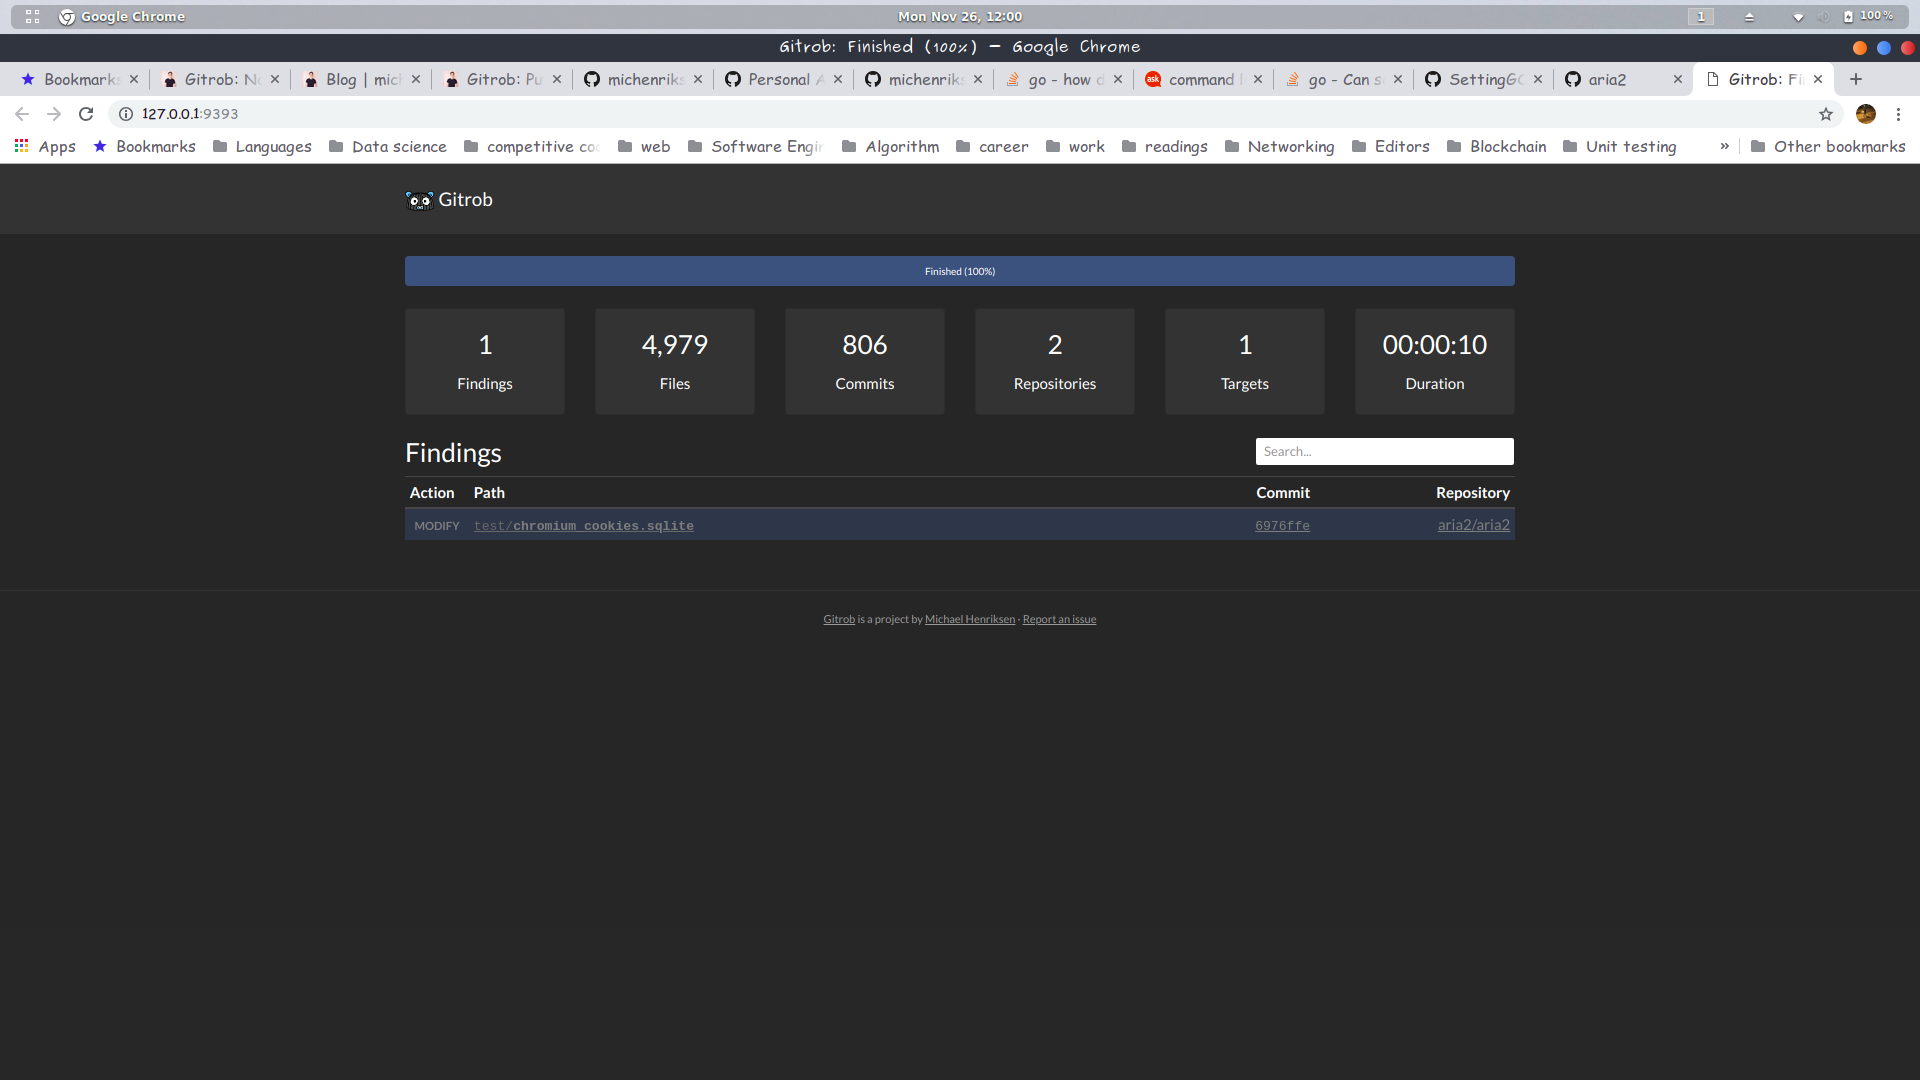 Google Chrome Mon Nov 26, 12:00 1 100%
Gitrob: Finished (100%) – Google Chrome
Bookmarks Gitrob: N Blog | mic Gitrob: Pu michenriks Personal A michenriks go - how d ask command go - Can s SettingGO aria2 Gitrob: Fi
127.0.0.1:9393
Apps Bookmarks Languages Data science competitive co web Software Engin Algorithm career work readings Networking Editors Blockchain Unit testing » Other bookmarks
Gitrob
Finished (100%)
1 4,979 806 2 1 00:00:10
Findings Files Commits Repositories Targets Duration
Findings Search...
Action Path Commit Repository
MODIFY test/chromium_cookies.sqlite 6976ffe aria2/aria2
Gitrob is a project by Michael Henriksen · Report an issue